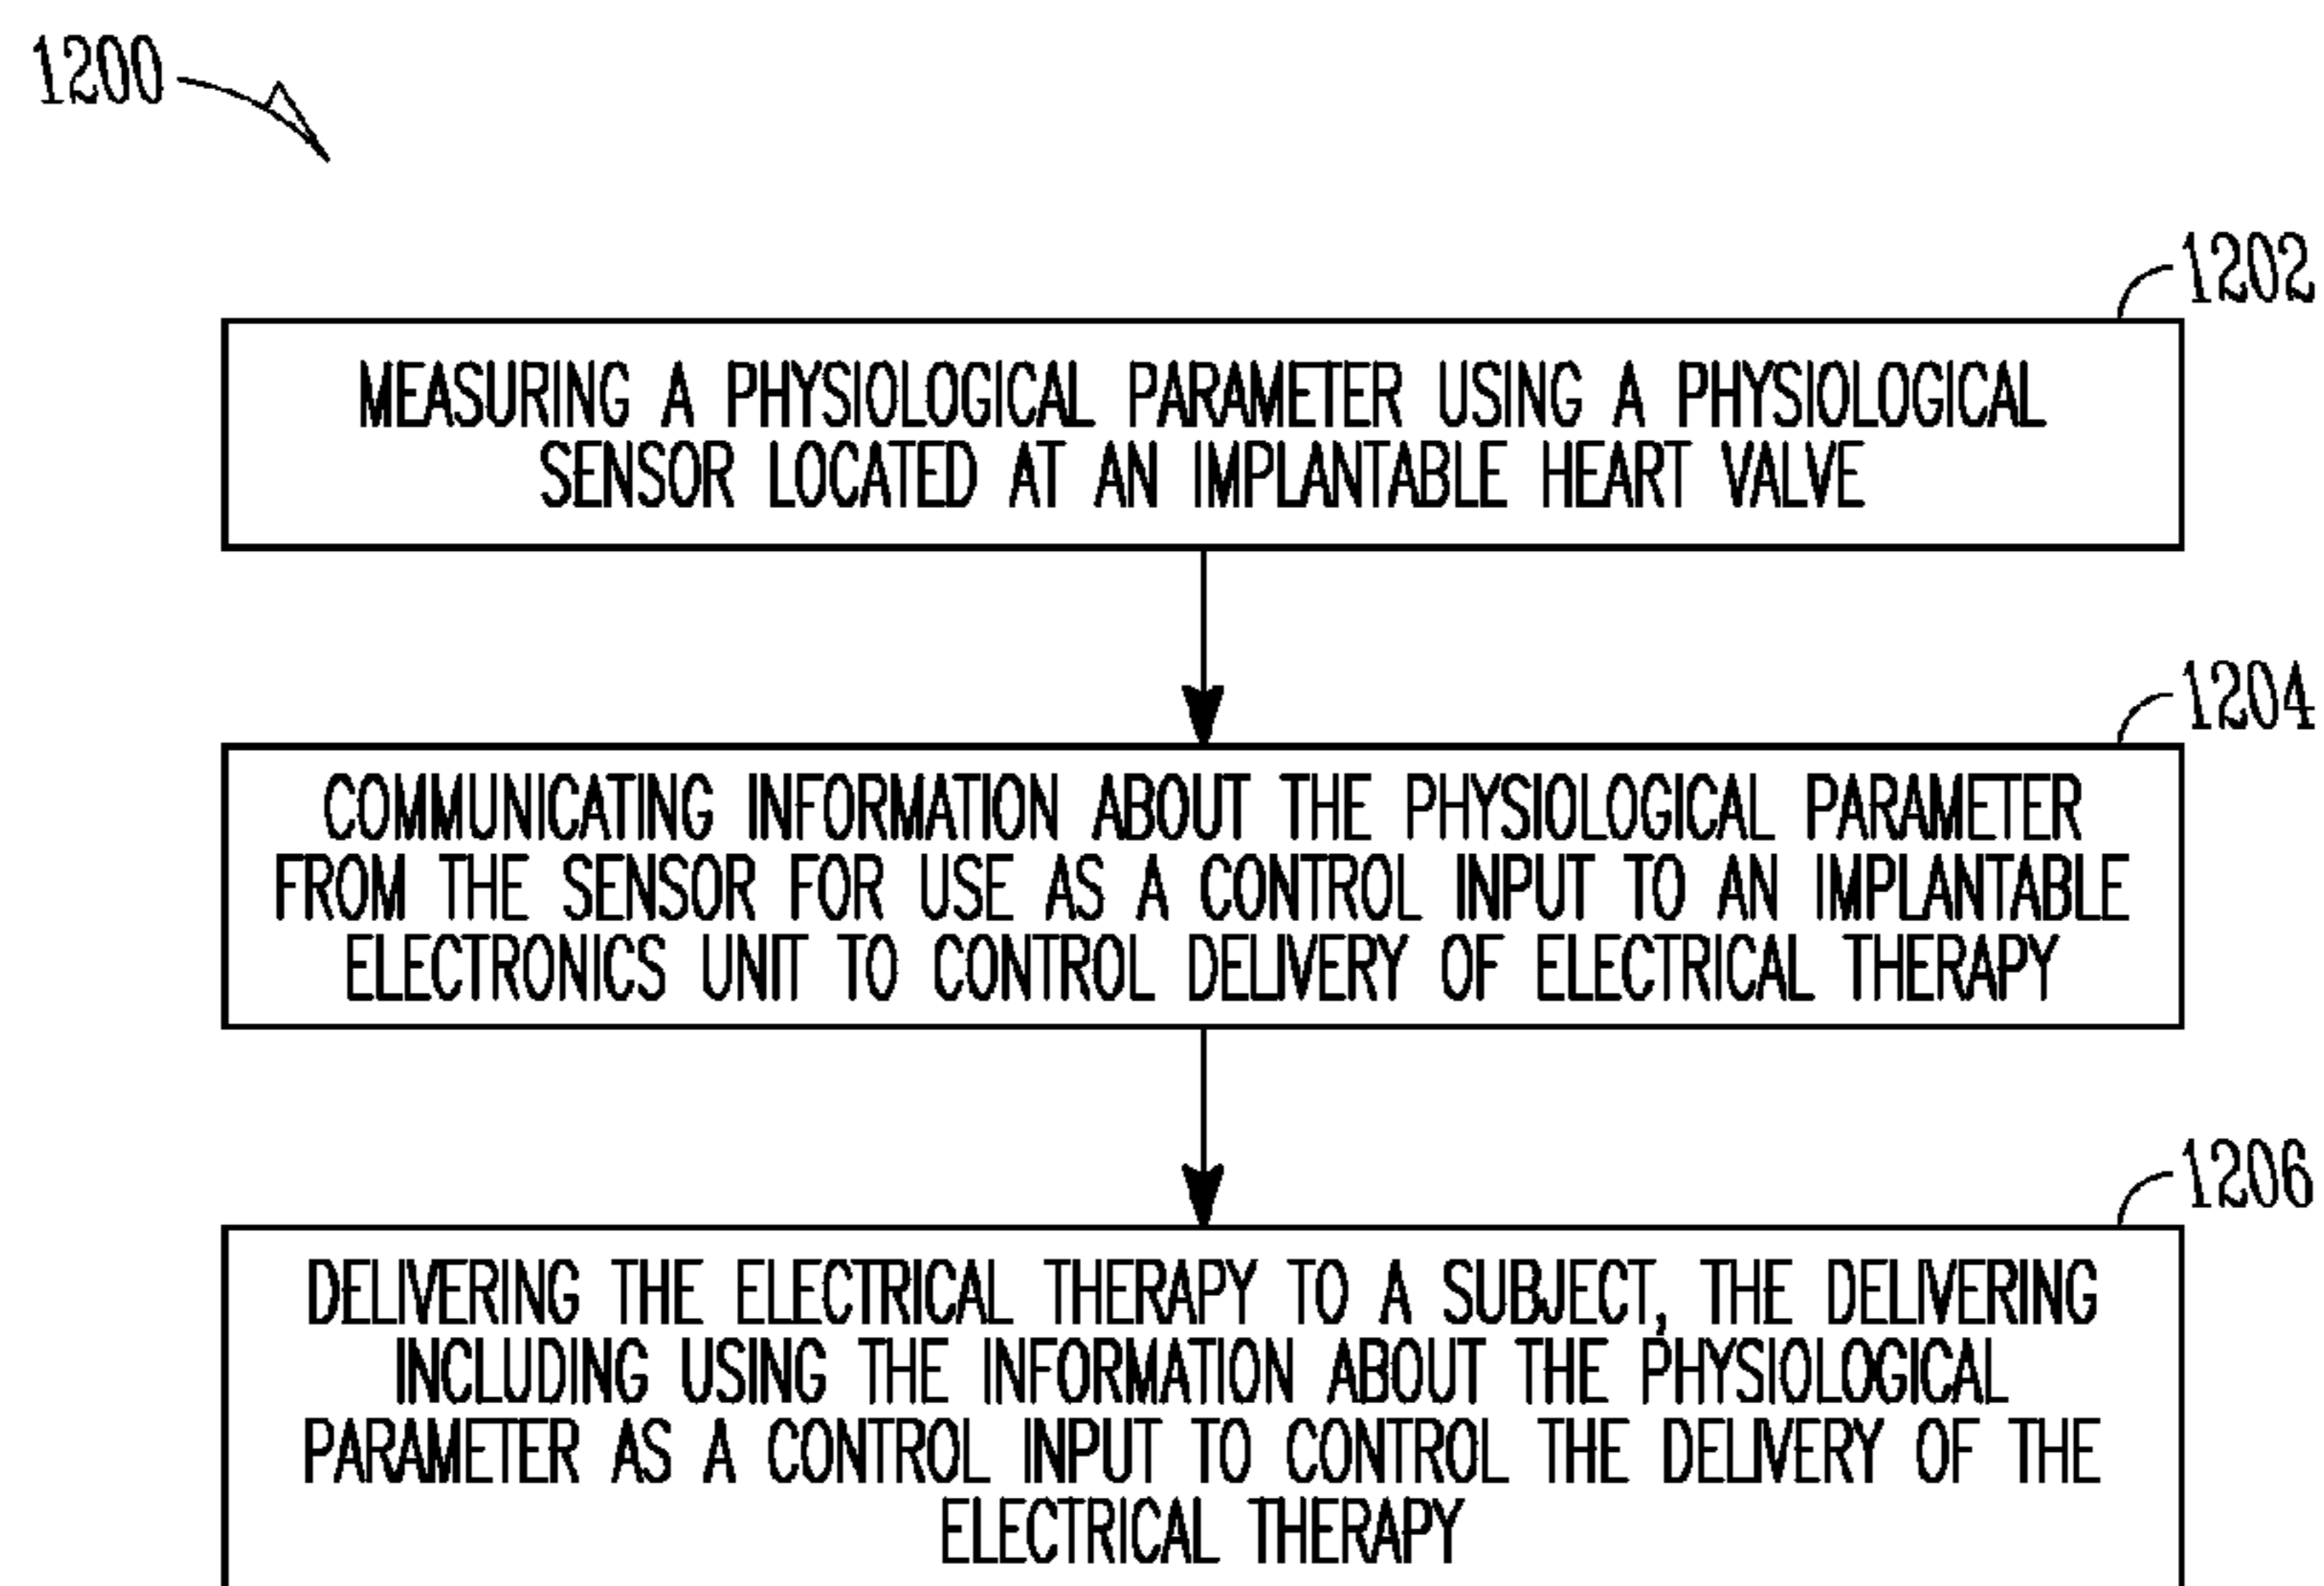 1200
1202
MEASURING A PHYSIOLOGICAL PARAMETER USING A PHYSIOLOGICAL
SENSOR LOCATED AT AN IMPLANTABLE HEART VALVE
1204
COMMUNICATING INFORMATION ABOUT THE PHYSIOLOGICAL PARAMETER
FROM THE SENSOR FOR USE AS A CONTROL INPUT TO AN IMPLANTABLE
ELECTRONICS UNIT TO CONTROL DELIVERY OF ELECTRICAL THERAPY
1206
DELIVERING THE ELECTRICAL THERAPY TO A SUBJECT, THE DELIVERING
INCLUDING USING THE INFORMATION ABOUT THE PHYSIOLOGICAL
PARAMETER AS A CONTROL INPUT TO CONTROL THE DELIVERY OF THE
ELECTRICAL THERAPY